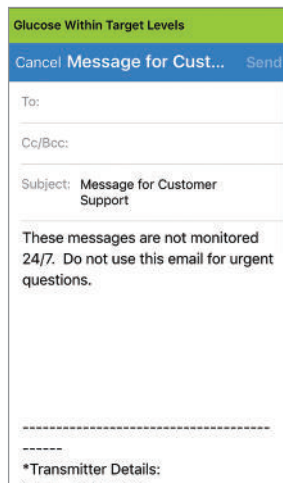 Glucose Within Target Levels
Cancel Message for Cust... Send
To:
Cc/Bcc:
Subject: Message for Customer
Support
These messages are not monitored
24/7. Do not use this email for urgent
questions.
-------------------------------------
------
*Transmitter Details: